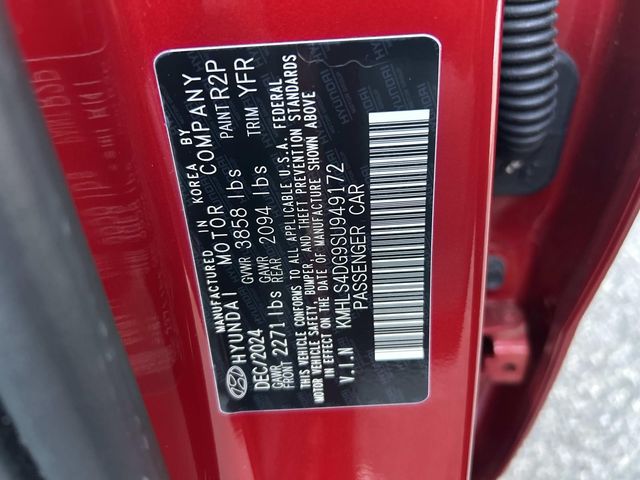 MANUFACTURED IN KOREA BY
HYUNDAI MOTOR COMPANY
DEC/2024 GVWR 3858 lbs PAINT R2P
GAWR FRONT 2271 lbs GAWR REAR 2094 lbs TRIM YFR
THIS VEHICLE CONFORMS TO ALL APPLICABLE U.S.A. FEDERAL
MOTOR VEHICLE SAFETY, BUMPER, AND THEFT PREVENTION STANDARDS
IN EFFECT ON THE DATE OF MANUFACTURE SHOWN ABOVE
V.I.N KMHLS4DG9SU949172
PASSENGER CAR